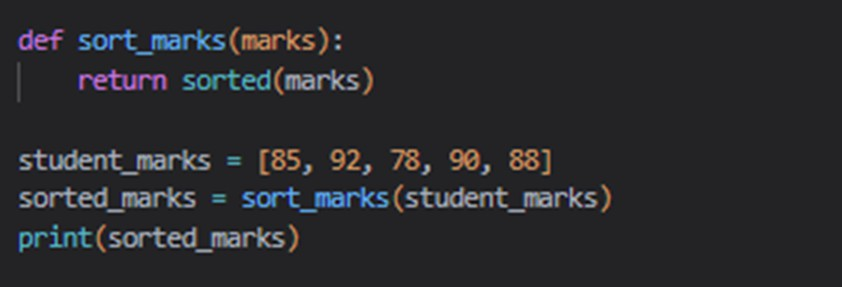 def sort_marks(marks):
    return sorted(marks)

student_marks = [85, 92, 78, 90, 88]
sorted_marks = sort_marks(student_marks)
print(sorted_marks)